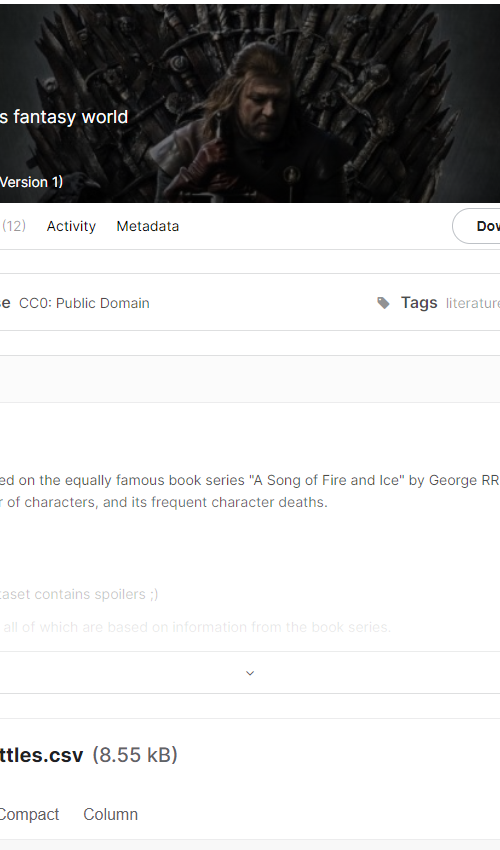 s fantasy world
Version 1)
(12) Activity Metadata
Dow
se CC0: Public Domain
Tags literature
ed on the equally famous book series "A Song of Fire and Ice" by George RR
r of characters, and its frequent character deaths.
taset contains spoilers ;)
all of which are based on information from the book series.
ttles.csv (8.55 kB)
Compact Column